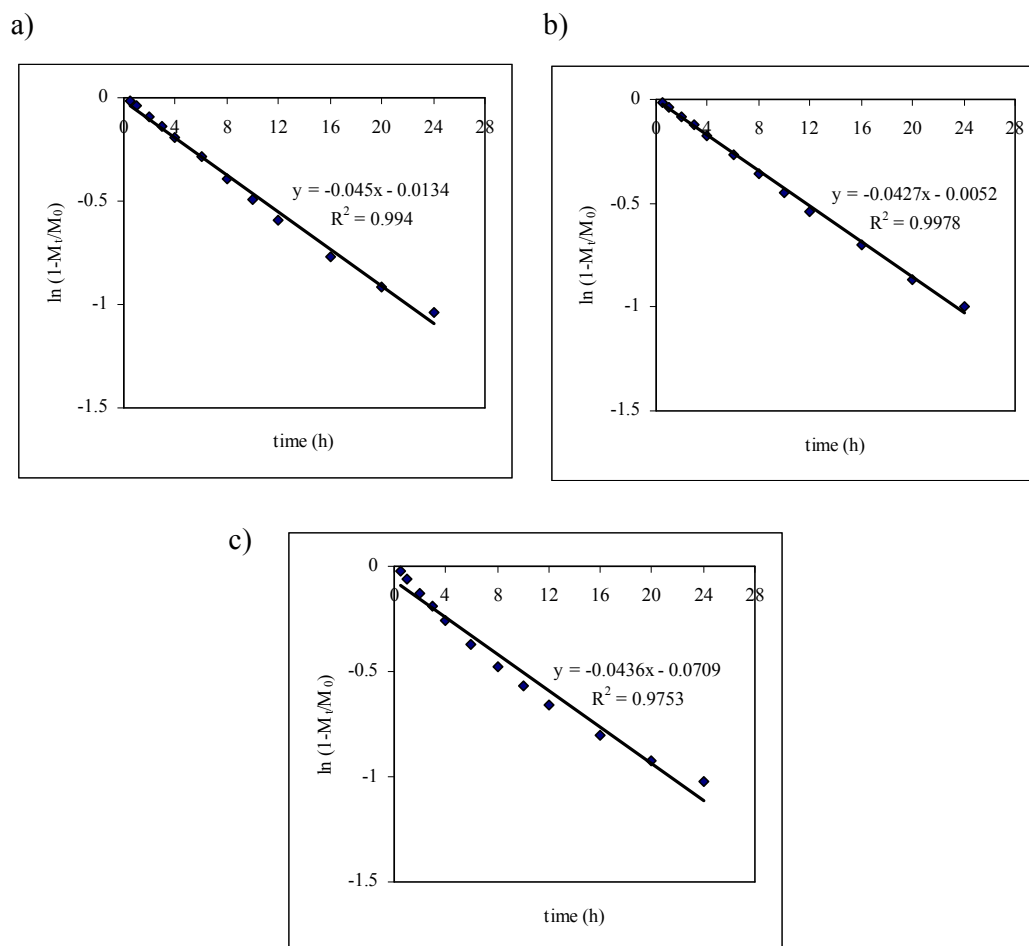 a)
0
0 4 8 12 16 20 24 28
-0.5
-1
-1.5
y = -0.045x - 0.0134
R² = 0.994
ln (1-Mt/M0)
time (h)
b)
0
0 4 8 12 16 20 24 28
-0.5
-1
-1.5
y = -0.0427x - 0.0052
R² = 0.9978
ln (1-Mt/M0)
time (h)
c)
0
0 4 8 12 16 20 24 28
-0.5
-1
-1.5
y = -0.0436x - 0.0709
R² = 0.9753
ln (1-Mt/M0)
time (h)